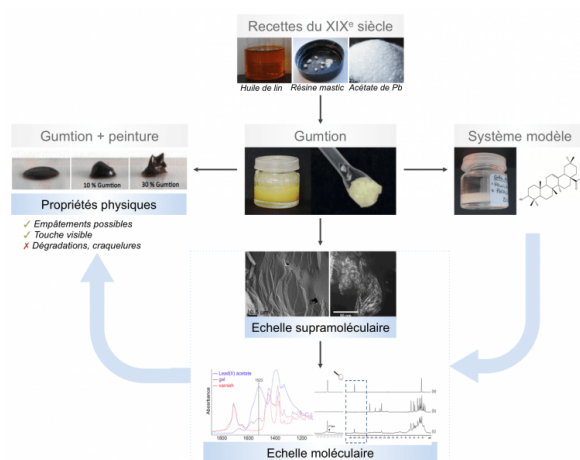 Recettes du XIXe siècle
Huile de lin Résine mastic Acétate de Pb
Gumtion + peinture
Gumtion
Système modèle
10 % Gumtion
30 % Gumtion
Propriétés physiques
✓ Empâtements possibles
✓ Touche visible
✗ Dégradations, craquelures
Echelle supramoléculaire
Lead(II) acetate
gel
varnish
Absorbance
1800 1600 1400 1200
Echelle moléculaire